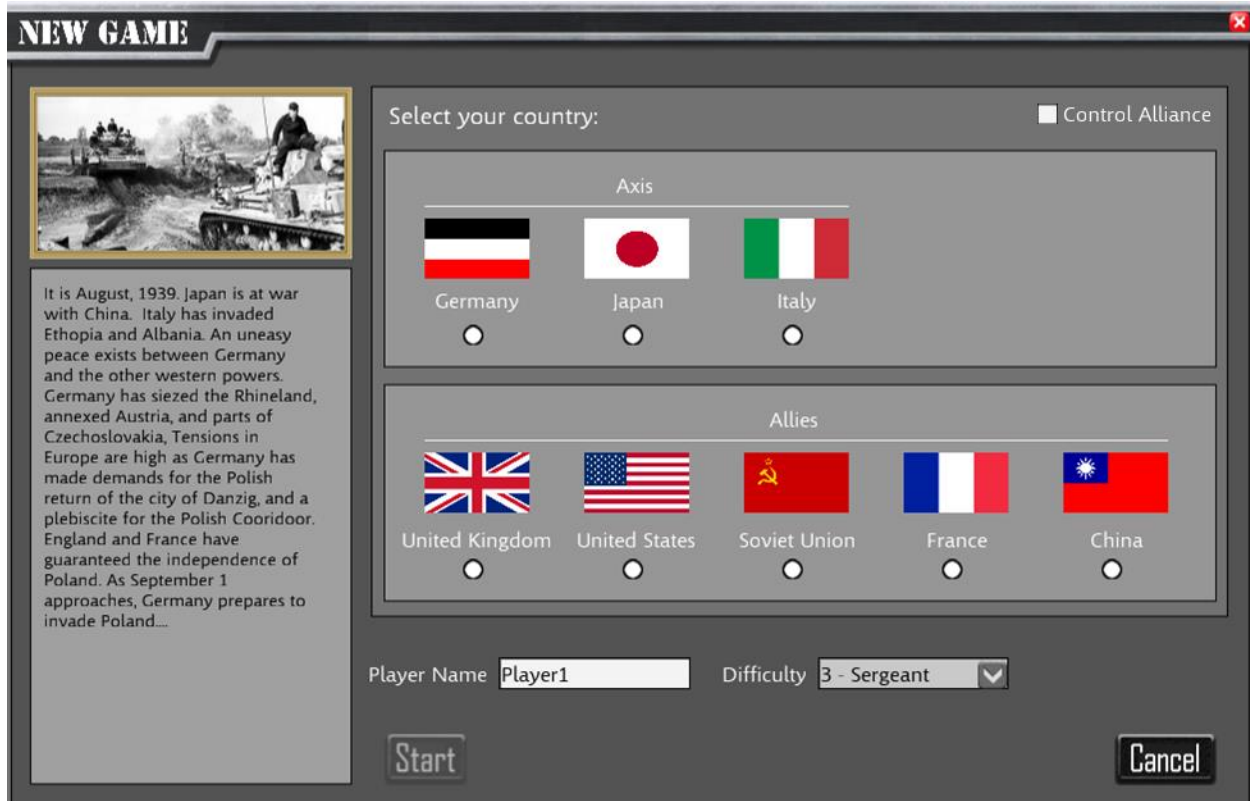 NEW GAME
It is August, 1939. Japan is at war
with China. Italy has invaded
Ethopia and Albania. An uneasy
peace exists between Germany
and the other western powers.
Germany has siezed the Rhineland,
annexed Austria, and parts of
Czechoslovakia, Tensions in
Europe are high as Germany has
made demands for the Polish
return of the city of Danzig, and a
plebiscite for the Polish Cooridoor.
England and France have
guaranteed the independence of
Poland. As September 1
approaches, Germany prepares to
invade Poland....
Select your country:
Control Alliance
Axis
Germany
Japan
Italy
Allies
United Kingdom
United States
Soviet Union
France
China
Player Name Player1
Difficulty 3 - Sergeant
Start
Cancel